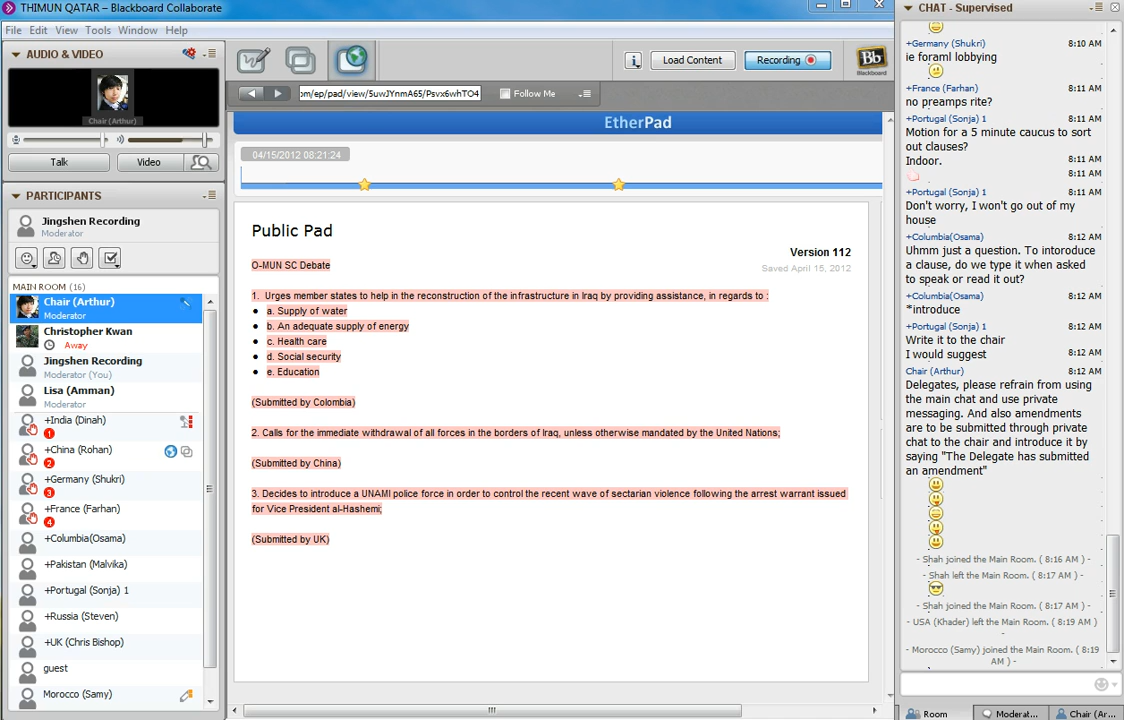 THIMUN QATAR – Blackboard Collaborate
File Edit View Tools Window Help
AUDIO & VIDEO
Chair (Arthur)
Talk
Video
PARTICIPANTS
Jingshen Recording
Moderator
MAIN ROOM (16)
Chair (Arthur)
Moderator
Christopher Kwan
Away
Jingshen Recording
Moderator (You)
Lisa (Amman)
Moderator
+India (Dinah)
1
+China (Rohan)
2
+Germany (Shukri)
3
+France (Farhan)
4
+Columbia(Osama)
+Pakistan (Malvika)
+Portugal (Sonja) 1
+Russia (Steven)
+UK (Chris Bishop)
guest
Morocco (Samy)
Load Content
Recording
Bb
Blackboard
om/ep/pad/view/5uwJYnmA65/Psvx6whTO4
Follow Me
EtherPad
04/15/2012 08:21:24
Public Pad
Version 112
Saved April 15, 2012
O-MUN SC Debate
1. Urges member states to help in the reconstruction of the infrastructure in Iraq by providing assistance, in regards to :
a. Supply of water
b. An adequate supply of energy
c. Health care
d. Social security
e. Education
(Submitted by Colombia)
2. Calls for the immediate withdrawal of all forces in the borders of Iraq, unless otherwise mandated by the United Nations;
(Submitted by China)
3. Decides to introduce a UNAMI police force in order to control the recent wave of sectarian violence following the arrest warrant issued
for Vice President al-Hashemi;
(Submitted by UK)
CHAT - Supervised
+Germany (Shukri) 8:10 AM
ie foraml lobbying
+France (Farhan) 8:11 AM
no preamps rite?
+Portugal (Sonja) 1 8:11 AM
Motion for a 5 minute caucus to sort
out clauses?
Indoor. 8:11 AM
8:11 AM
+Portugal (Sonja) 1 8:11 AM
Don't worry, I won't go out of my
house
+Columbia(Osama) 8:12 AM
Uhmm just a question. To intoroduce
a clause, do we type it when asked
to speak or read it out?
+Columbia(Osama) 8:12 AM
*introduce
+Portugal (Sonja) 1 8:12 AM
Write it to the chair
I would suggest 8:12 AM
Chair (Arthur) 8:12 AM
Delegates, please refrain from using
the main chat and use private
messaging. And also amendments
are to be submitted through private
chat to the chair and introduce it by
saying "The Delegate has submitted
an amendment"
- Shah joined the Main Room. ( 8:16 AM ) -
- Shah left the Main Room. ( 8:17 AM ) -
- Shah joined the Main Room. ( 8:17 AM ) -
- USA (Khader) left the Main Room. ( 8:19 AM )
-
- Morocco (Samy) joined the Main Room. ( 8:19
AM ) -
Room
Moderat...
Chair (Ar...